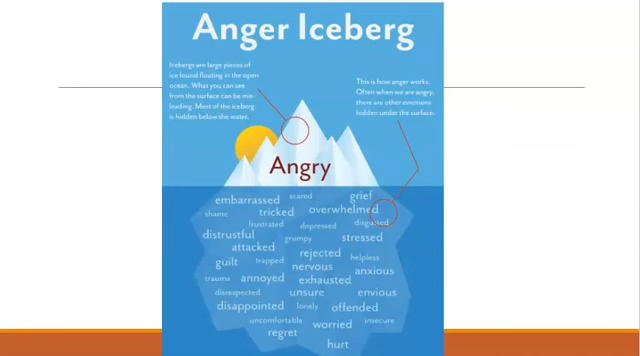 Anger Iceberg
Icebergs are large pieces of
ice found floating in the open
ocean. What you can see
from the surface can be mis-
leading. Most of the iceberg
is hidden below the water.
This is how anger works.
Often when we are angry,
there are other emotions
hidden under the surface.
Angry
embarrassed scared grief
shame tricked overwhelmed
frustrated depressed disgusted
distrustful grumpy stressed
attacked rejected helpless
guilt trapped nervous anxious
trauma annoyed exhausted
disrespected unsure envious
disappointed lonely offended
uncomfortable worried insecure
regret
hurt